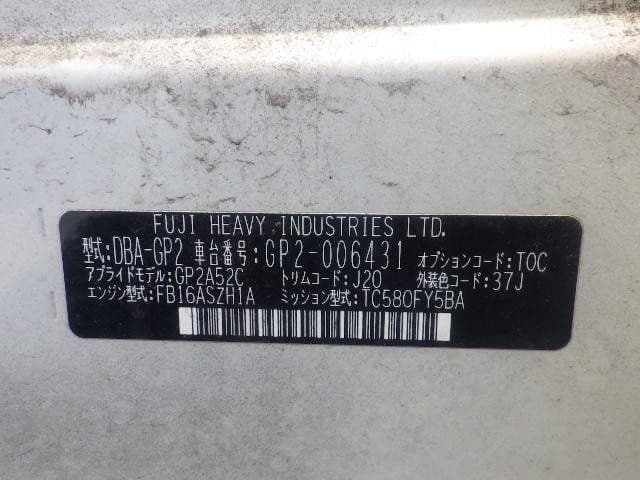 FUJI HEAVY INDUSTRIES LTD.
型式:DBA-GP2 車台番号:GP2-006431 オプションコード:TOC
アプライドモデル:GP2A52C トリムコード:J20 外装色コード:37J
エンジン型式:FB16ASZH1A ミッション型式:TC580FY5BA